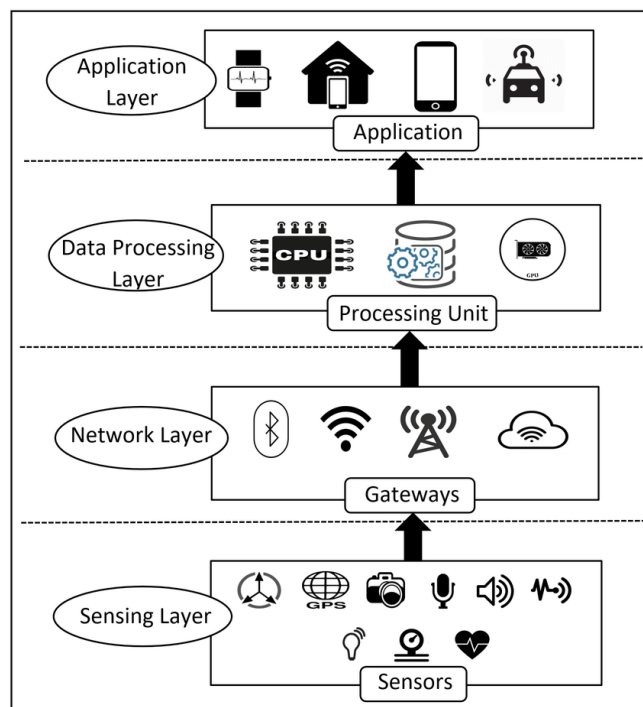 Application
Layer
Application
Data Processing
Layer
CPU
GPU
Processing Unit
Network Layer
Gateways
Sensing Layer
GPS
Sensors